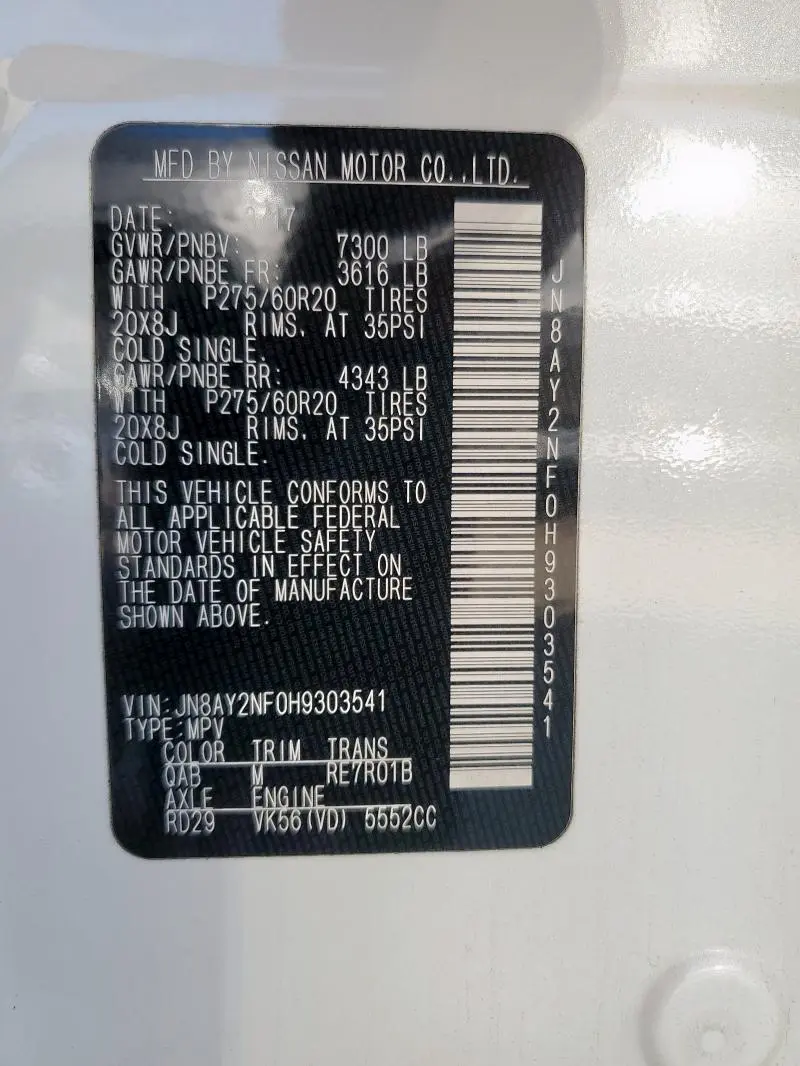 MFD BY NISSAN MOTOR CO.,LTD.
DATE: 17
GVWR/PNBV: 7300 LB
GAWR/PNBE FR: 3616 LB
WITH P275/60R20 TIRES
20X8J RIMS, AT 35PSI
COLD SINGLE.
GAWR/PNBE RR: 4343 LB
WITH P275/60R20 TIRES
20X8J RIMS, AT 35PSI
COLD SINGLE.
THIS VEHICLE CONFORMS TO
ALL APPLICABLE FEDERAL
MOTOR VEHICLE SAFETY
STANDARDS IN EFFECT ON
THE DATE OF MANUFACTURE
SHOWN ABOVE.
VIN:JN8AY2NF0H9303541
TYPE:MPV
COLOR TRIM TRANS
QAB M RE7R01B
AXLE ENGINE
RD29 VK56(VD) 5552CC
JN8AY2NF0H9303541